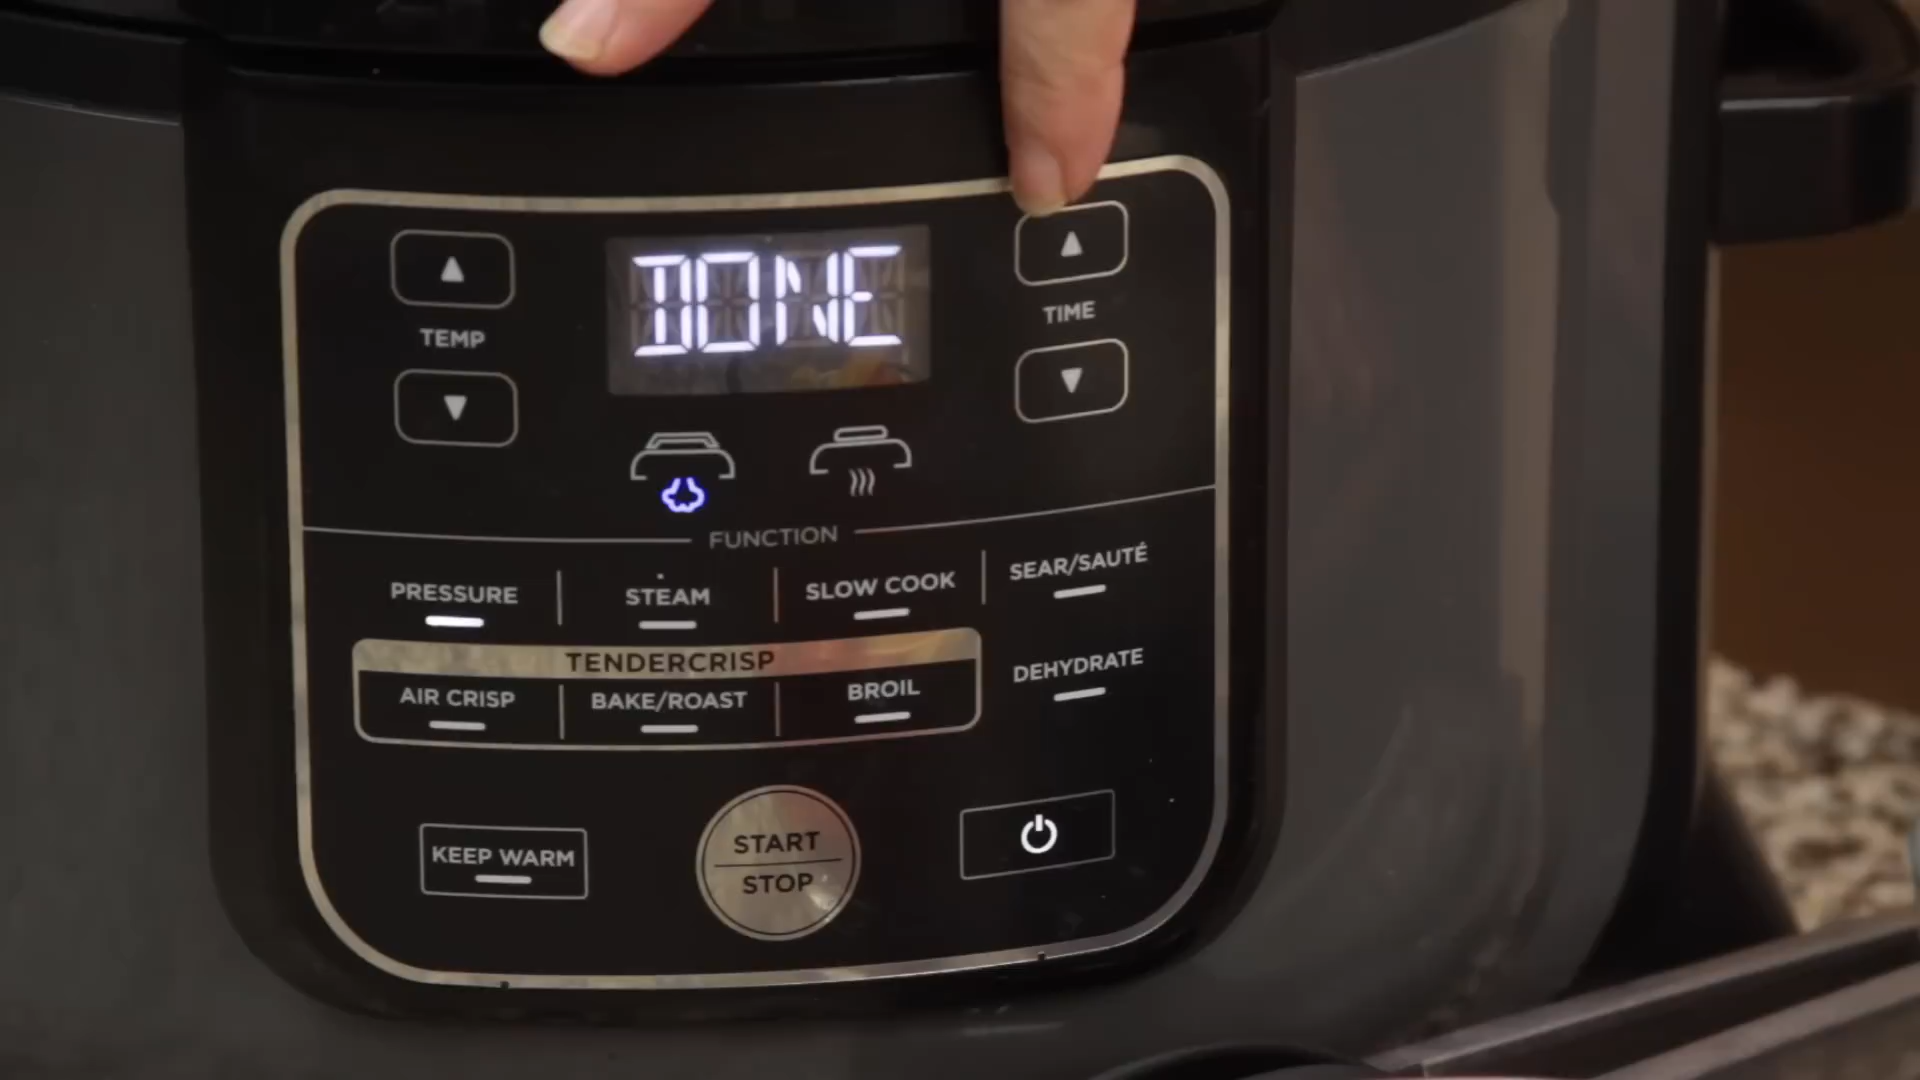 DONE
TEMP
TIME
FUNCTION
PRESSURE
STEAM
SLOW COOK
SEAR/SAUTÉ
TENDERCRISP
AIR CRISP
BAKE/ROAST
BROIL
DEHYDRATE
KEEP WARM
START
STOP